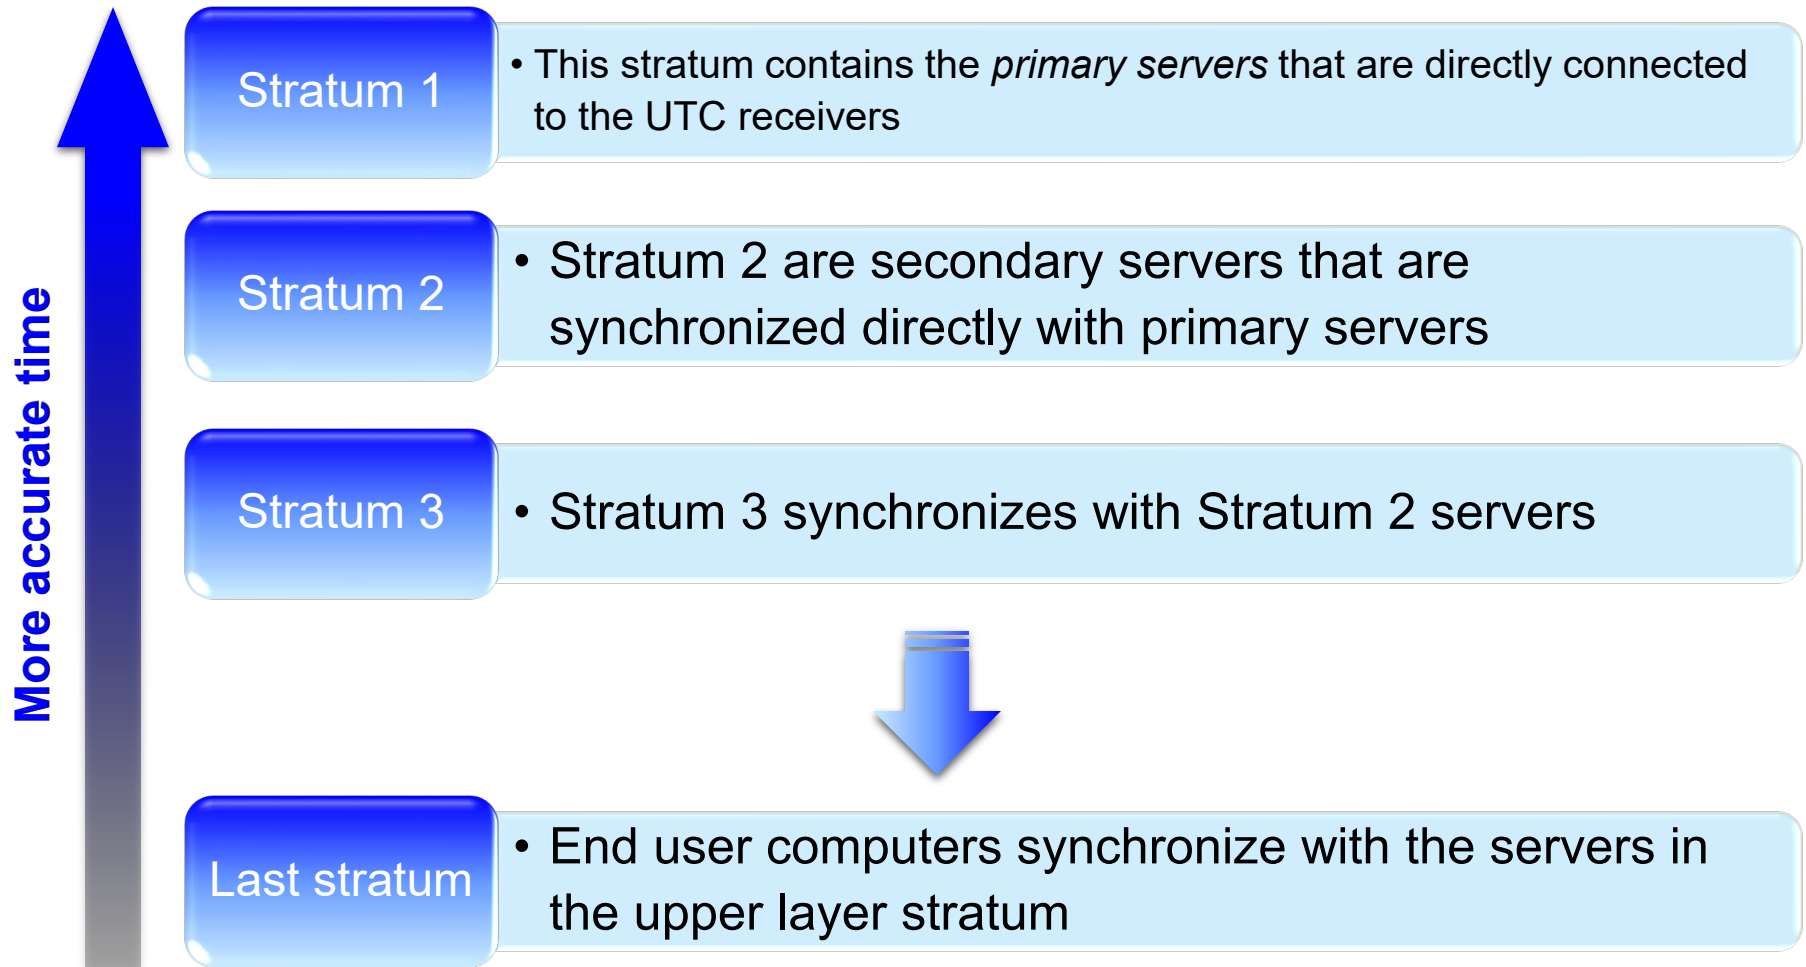 More accurate time
Stratum 1
• This stratum contains the primary servers that are directly connected
to the UTC receivers
Stratum 2
• Stratum 2 are secondary servers that are
synchronized directly with primary servers
Stratum 3
• Stratum 3 synchronizes with Stratum 2 servers
Last stratum
• End user computers synchronize with the servers in
the upper layer stratum